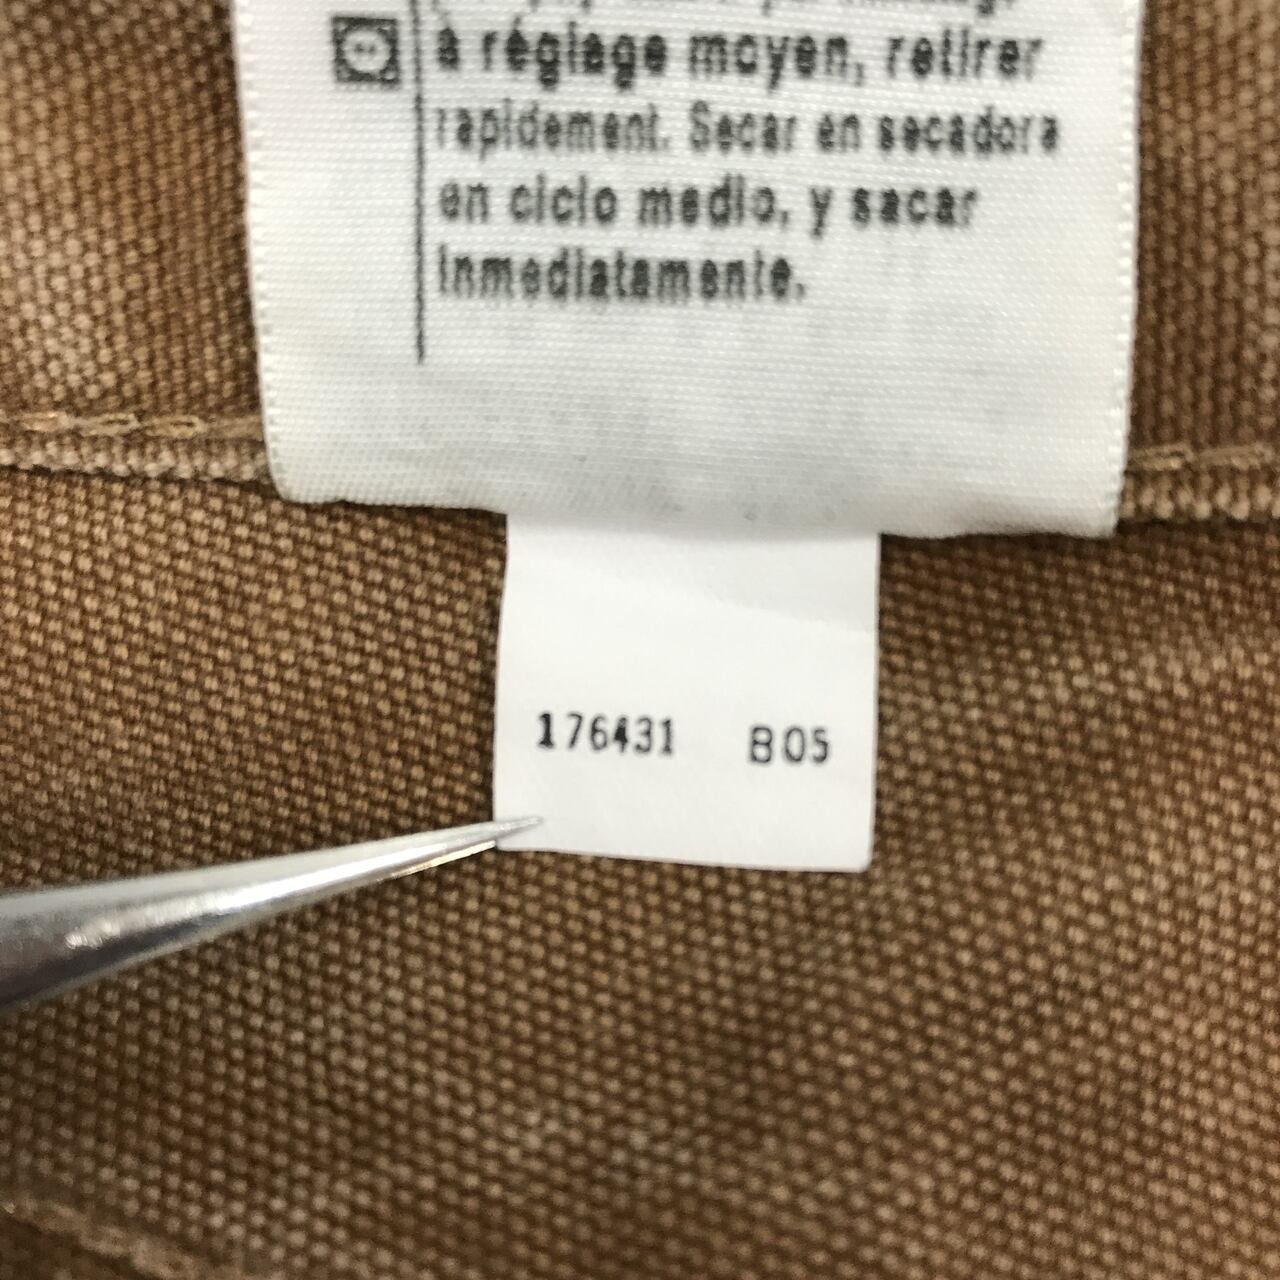 à réglage moyen, retirer
rapidement. Secar en secadora
en ciclo medio, y sacar
inmediatamente.
176431 B05